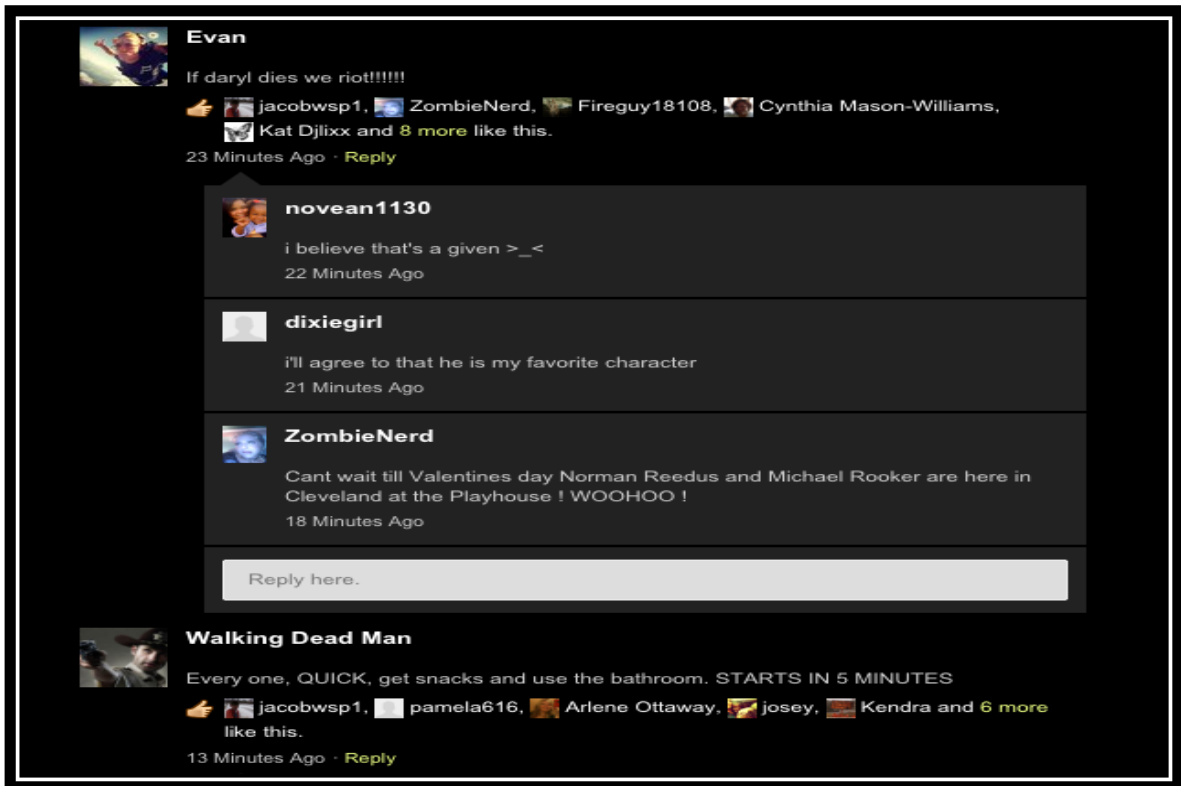 Evan
If daryl dies we riot!!!!!!
jacobwsp1, ZombieNerd, Fireguy18108, Cynthia Mason-Williams,
Kat Djlixx and 8 more like this.
23 Minutes Ago · Reply
novean1130
i believe that's a given >_<
22 Minutes Ago
dixiegirl
i'll agree to that he is my favorite character
21 Minutes Ago
ZombieNerd
Cant wait till Valentines day Norman Reedus and Michael Rooker are here in
Cleveland at the Playhouse ! WOOHOO !
18 Minutes Ago
Reply here.
Walking Dead Man
Every one, QUICK, get snacks and use the bathroom. STARTS IN 5 MINUTES
jacobwsp1, pamela616, Arlene Ottaway, josey, Kendra and 6 more
like this.
13 Minutes Ago · Reply